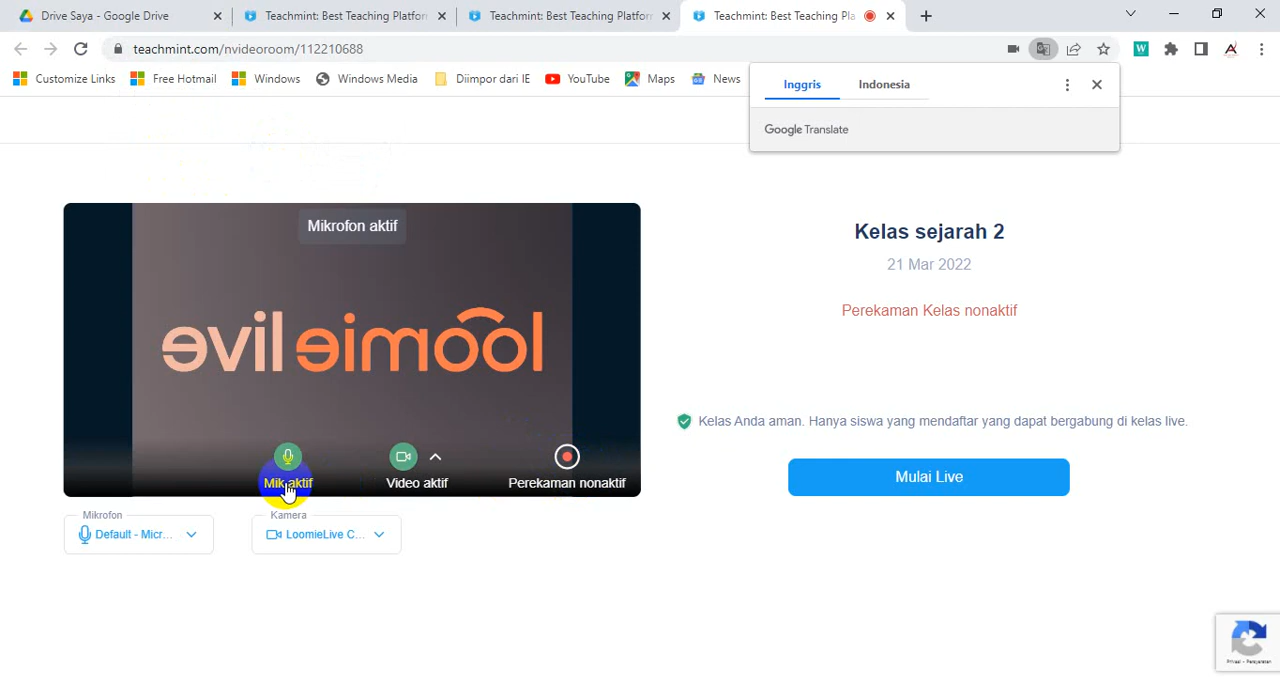 Drive Saya - Google Drive
Teachmint: Best Teaching Platfor
Teachmint: Best Teaching Platfor
Teachmint: Best Teaching Pla
teachmint.com/nvideoroom/112210688
Customize Links
Free Hotmail
Windows
Windows Media
Diimpor dari IE
YouTube
Maps
News
Inggris
Indonesia
Google Translate
Mikrofon aktif
loomielive
Mik aktif
Video aktif
Perekaman nonaktif
Mikrofon
Default - Micr...
Kamera
LoomieLive C...
Kelas sejarah 2
21 Mar 2022
Perekaman Kelas nonaktif
Kelas Anda aman. Hanya siswa yang mendaftar yang dapat bergabung di kelas live.
Mulai Live